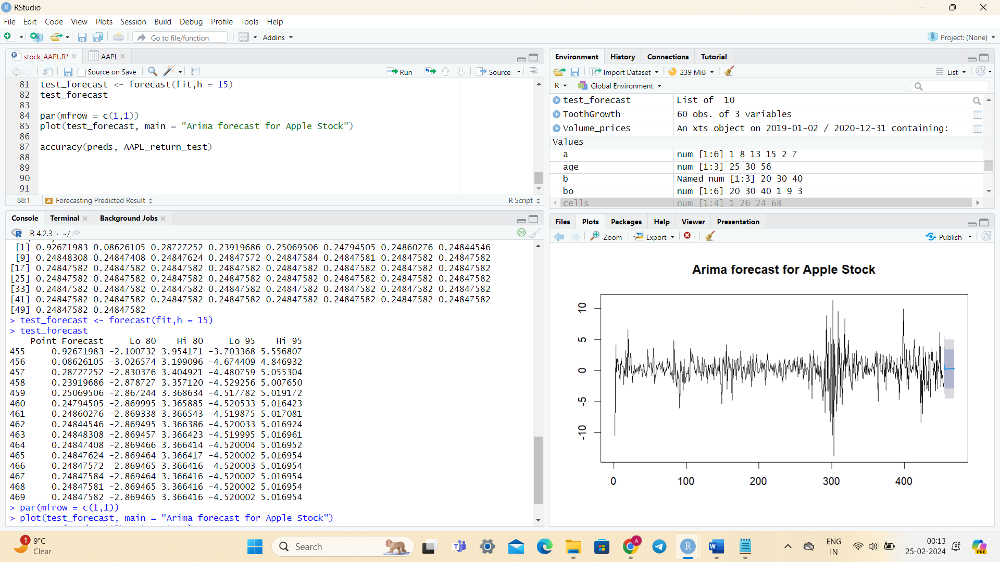 RStudio
File Edit Code View Plots Session Build Debug Profile Tools Help
Go to file/function Addins Project: (None)
stock_AAPL.R* AAPL
Source on Save Run Source
81 test_forecast <- forecast(fit,h = 15)
82 test_forecast
83
84 par(mfrow = c(1,1))
85 plot(test_forecast, main = "Arima forecast for Apple Stock")
86
87 accuracy(preds, AAPL_return_test)
88
89
90
91
88:1 Forecasting Predicted Result R Script
Console Terminal Background Jobs
R 4.2.3 · ~/
[1] 0.92671983 0.08626105 0.28727252 0.23919686 0.25069506 0.24794505 0.24860276 0.24844546
[9] 0.24848308 0.24847408 0.24847624 0.24847572 0.24847584 0.24847581 0.24847582 0.24847582
[17] 0.24847582 0.24847582 0.24847582 0.24847582 0.24847582 0.24847582 0.24847582 0.24847582
[25] 0.24847582 0.24847582 0.24847582 0.24847582 0.24847582 0.24847582 0.24847582 0.24847582
[33] 0.24847582 0.24847582 0.24847582 0.24847582 0.24847582 0.24847582 0.24847582 0.24847582
[41] 0.24847582 0.24847582 0.24847582 0.24847582 0.24847582 0.24847582 0.24847582 0.24847582
[49] 0.24847582 0.24847582
> test_forecast <- forecast(fit,h = 15)
> test_forecast
Point Forecast Lo 80 Hi 80 Lo 95 Hi 95
455 0.92671983 -2.100732 3.954171 -3.703368 5.556807
456 0.08626105 -3.026574 3.199096 -4.674409 4.846932
457 0.28727252 -2.830376 3.404921 -4.480759 5.055304
458 0.23919686 -2.878727 3.357120 -4.529256 5.007650
459 0.25069506 -2.867244 3.368634 -4.517782 5.019172
460 0.24794505 -2.869995 3.365885 -4.520533 5.016423
461 0.24860276 -2.869338 3.366543 -4.519875 5.017081
462 0.24844546 -2.869495 3.366386 -4.520033 5.016924
463 0.24848308 -2.869457 3.366423 -4.519995 5.016961
464 0.24847408 -2.869466 3.366414 -4.520004 5.016952
465 0.24847624 -2.869464 3.366417 -4.520002 5.016954
466 0.24847572 -2.869465 3.366416 -4.520003 5.016954
467 0.24847584 -2.869464 3.366416 -4.520002 5.016954
468 0.24847581 -2.869465 3.366416 -4.520002 5.016954
469 0.24847582 -2.869465 3.366416 -4.520002 5.016954
> par(mfrow = c(1,1))
> plot(test_forecast, main = "Arima forecast for Apple Stock")
Environment History Connections Tutorial
Import Dataset 239 MiB List
R Global Environment
test_forecast List of 10
ToothGrowth 60 obs. of 3 variables
Volume_prices An xts object on 2019-01-02 / 2020-12-31 containing:
Values
a num [1:6] 1 8 13 15 2 7
age num [1:3] 25 30 56
b Named num [1:3] 20 30 40
bo num [1:6] 20 30 40 1 9 3
cells num [1:4] 1 26 24 68
Files Plots Packages Help Viewer Presentation
Zoom Export Publish
Arima forecast for Apple Stock
10
5
0
-5
-10
0 100 200 300 400
1 9°C
Clear
Search
ENG
IN
00:13
25-02-2024
PRE